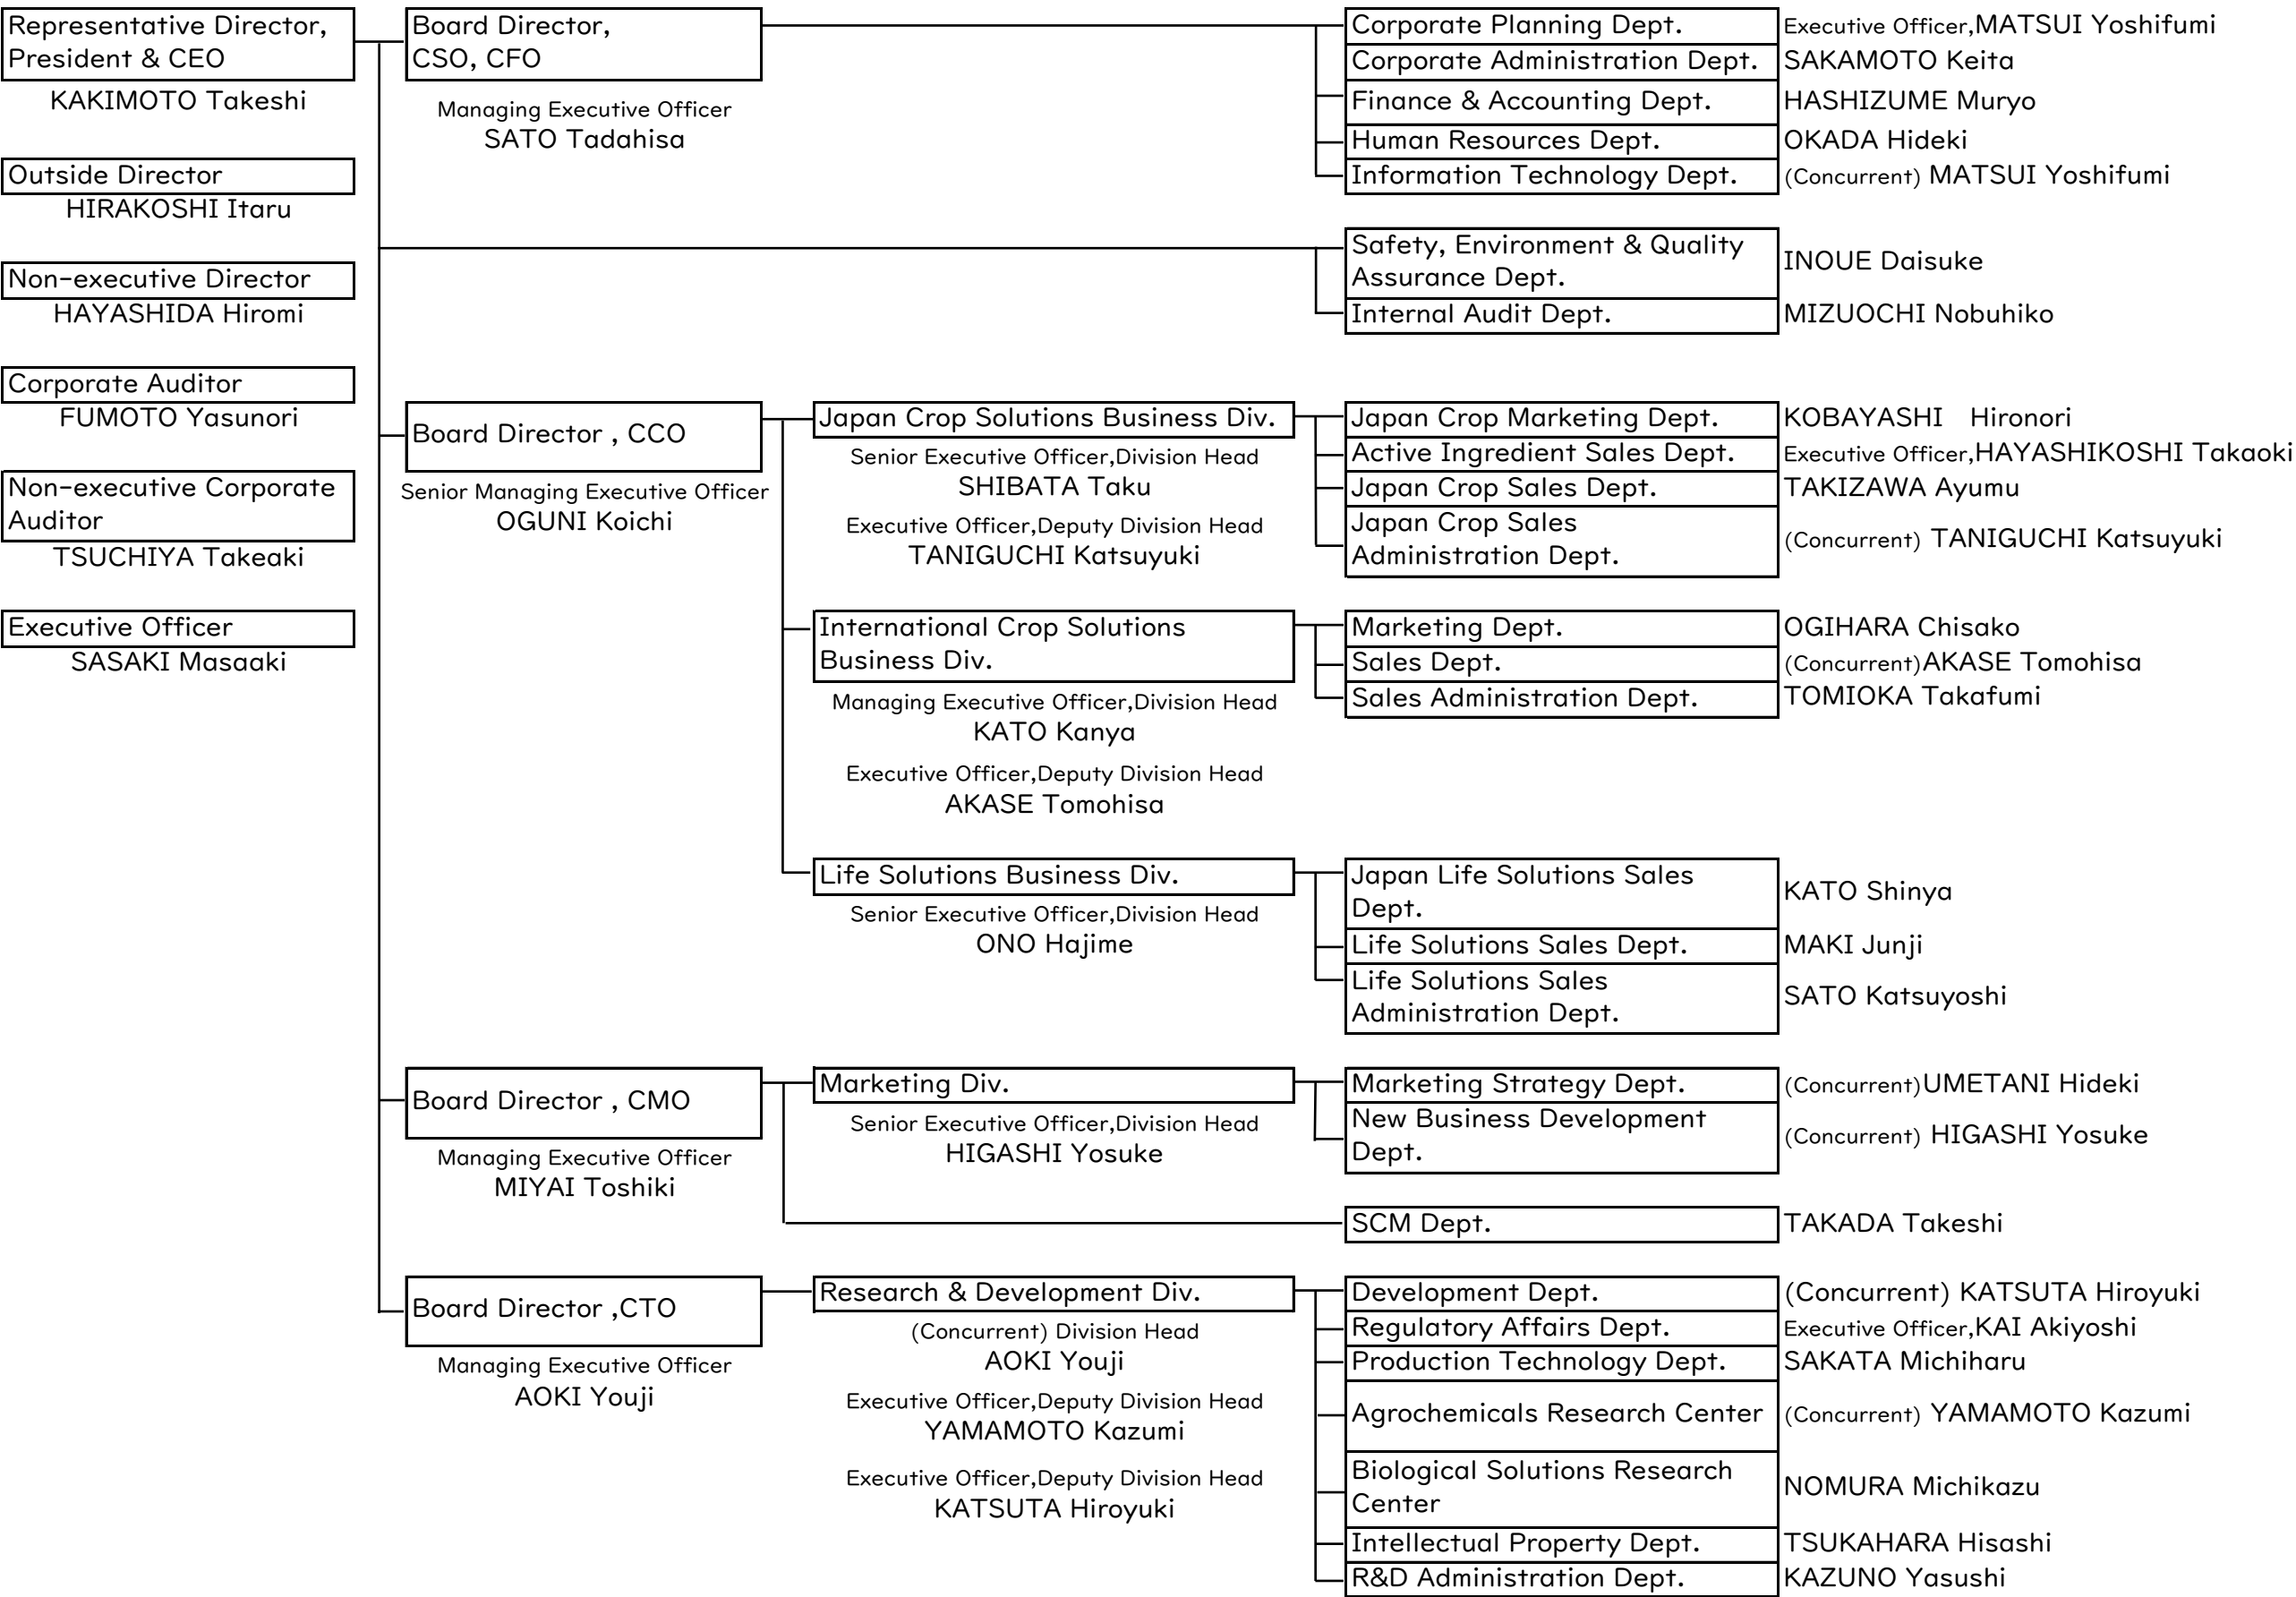 Representative Director,
President & CEO
KAKIMOTO Takeshi
Outside Director
HIRAKOSHI Itaru
Non-executive Director
HAYASHIDA Hiromi
Corporate Auditor
FUMOTO Yasunori
Non-executive Corporate
Auditor
TSUCHIYA Takeaki
Executive Officer
SASAKI Masaaki
Board Director,
CSO, CFO
Managing Executive Officer
SATO Tadahisa
Corporate Planning Dept. Executive Officer,MATSUI Yoshifumi
Corporate Administration Dept. SAKAMOTO Keita
Finance & Accounting Dept. HASHIZUME Muryo
Human Resources Dept. OKADA Hideki
Information Technology Dept. (Concurrent) MATSUI Yoshifumi
Safety, Environment & Quality
Assurance Dept.
INOUE Daisuke
Internal Audit Dept. MIZUOCHI Nobuhiko
Board Director , CCO
Senior Managing Executive Officer
OGUNI Koichi
Japan Crop Solutions Business Div.
Senior Executive Officer,Division Head
SHIBATA Taku
Executive Officer,Deputy Division Head
TANIGUCHI Katsuyuki
Japan Crop Marketing Dept. KOBAYASHI　Hironori
Active Ingredient Sales Dept. Executive Officer,HAYASHIKOSHI Takaoki
Japan Crop Sales Dept. TAKIZAWA Ayumu
Japan Crop Sales
Administration Dept.
(Concurrent) TANIGUCHI Katsuyuki
International Crop Solutions
Business Div.
Managing Executive Officer,Division Head
KATO Kanya
Executive Officer,Deputy Division Head
AKASE Tomohisa
Marketing Dept. OGIHARA Chisako
Sales Dept. (Concurrent)AKASE Tomohisa
Sales Administration Dept. TOMIOKA Takafumi
Life Solutions Business Div.
Senior Executive Officer,Division Head
ONO Hajime
Japan Life Solutions Sales
Dept.
KATO Shinya
Life Solutions Sales Dept. MAKI Junji
Life Solutions Sales
Administration Dept.
SATO Katsuyoshi
Board Director , CMO
Managing Executive Officer
MIYAI Toshiki
Marketing Div.
Senior Executive Officer,Division Head
HIGASHI Yosuke
Marketing Strategy Dept. (Concurrent)UMETANI Hideki
New Business Development
Dept.
(Concurrent) HIGASHI Yosuke
SCM Dept. TAKADA Takeshi
Board Director ,CTO
Managing Executive Officer
AOKI Youji
Research & Development Div.
(Concurrent) Division Head
AOKI Youji
Executive Officer,Deputy Division Head
YAMAMOTO Kazumi
Executive Officer,Deputy Division Head
KATSUTA Hiroyuki
Development Dept. (Concurrent) KATSUTA Hiroyuki
Regulatory Affairs Dept. Executive Officer,KAI Akiyoshi
Production Technology Dept. SAKATA Michiharu
Agrochemicals Research Center (Concurrent) YAMAMOTO Kazumi
Biological Solutions Research
Center
NOMURA Michikazu
Intellectual Property Dept. TSUKAHARA Hisashi
R&D Administration Dept. KAZUNO Yasushi